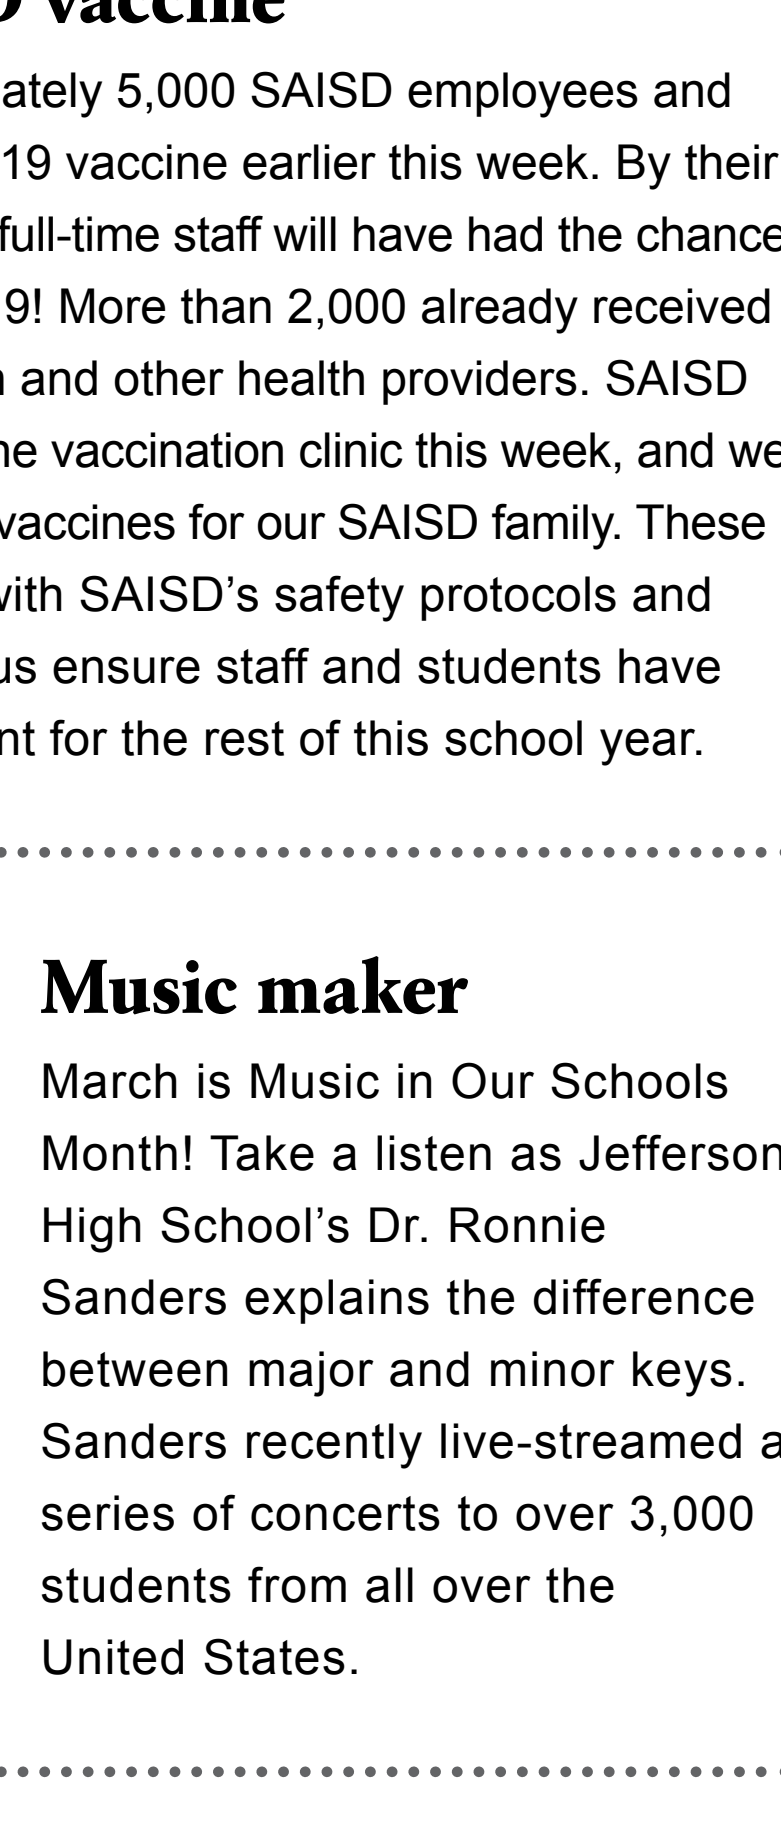 vaccine
ately 5,000 SAISD employees and
19 vaccine earlier this week. By their
full-time staff will have had the chance
9! More than 2,000 already received
and other health providers. SAISD
vaccination clinic this week, and we
vaccines for our SAISD family. These
with SAISD’s safety protocols and
us ensure staff and students have
nt for the rest of this school year.
Music maker
March is Music in Our Schools
Month! Take a listen as Jefferson
High School’s Dr. Ronnie
Sanders explains the difference
between major and minor keys.
Sanders recently live-streamed a
series of concerts to over 3,000
students from all over the
United States.